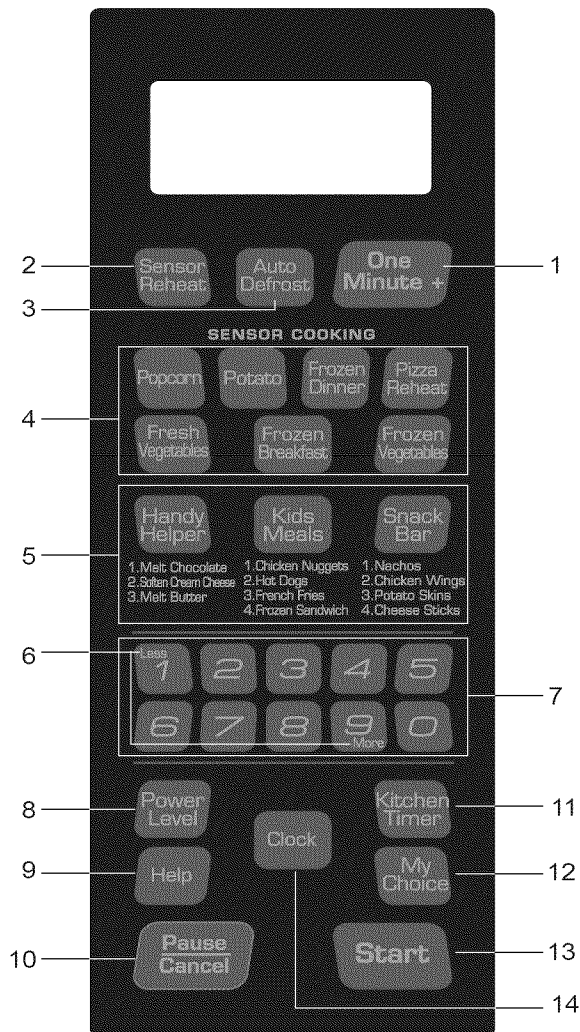 2
Sensor
Reheat
Auto
Defrost
One
Minute +
1
3
SENSOR COOKING
4
Popcorn
Potato
Frozen
Dinner
Pizza
Reheat
Fresh
Vegetables
Frozen
Breakfast
Frozen
Vegetables
5
Handy
Helper
1.Melt Chocolate
2.Soften Cream Cheese
3.Melt Butter
Kids
Meals
1.Chicken Nuggets
2.Hot Dogs
3.French Fries
4.Frozen Sandwich
Snack
Bar
1.Nachos
2.Chicken Wings
3.Potato Skins
4.Cheese Sticks
6
Less
1 2 3 4 5
7
6 7 8 9 0
More
8
Power
Level
Kitchen
Timer
11
Clock
9
Help
My
Choice
12
10
Pause
Cancel
Start
13
14